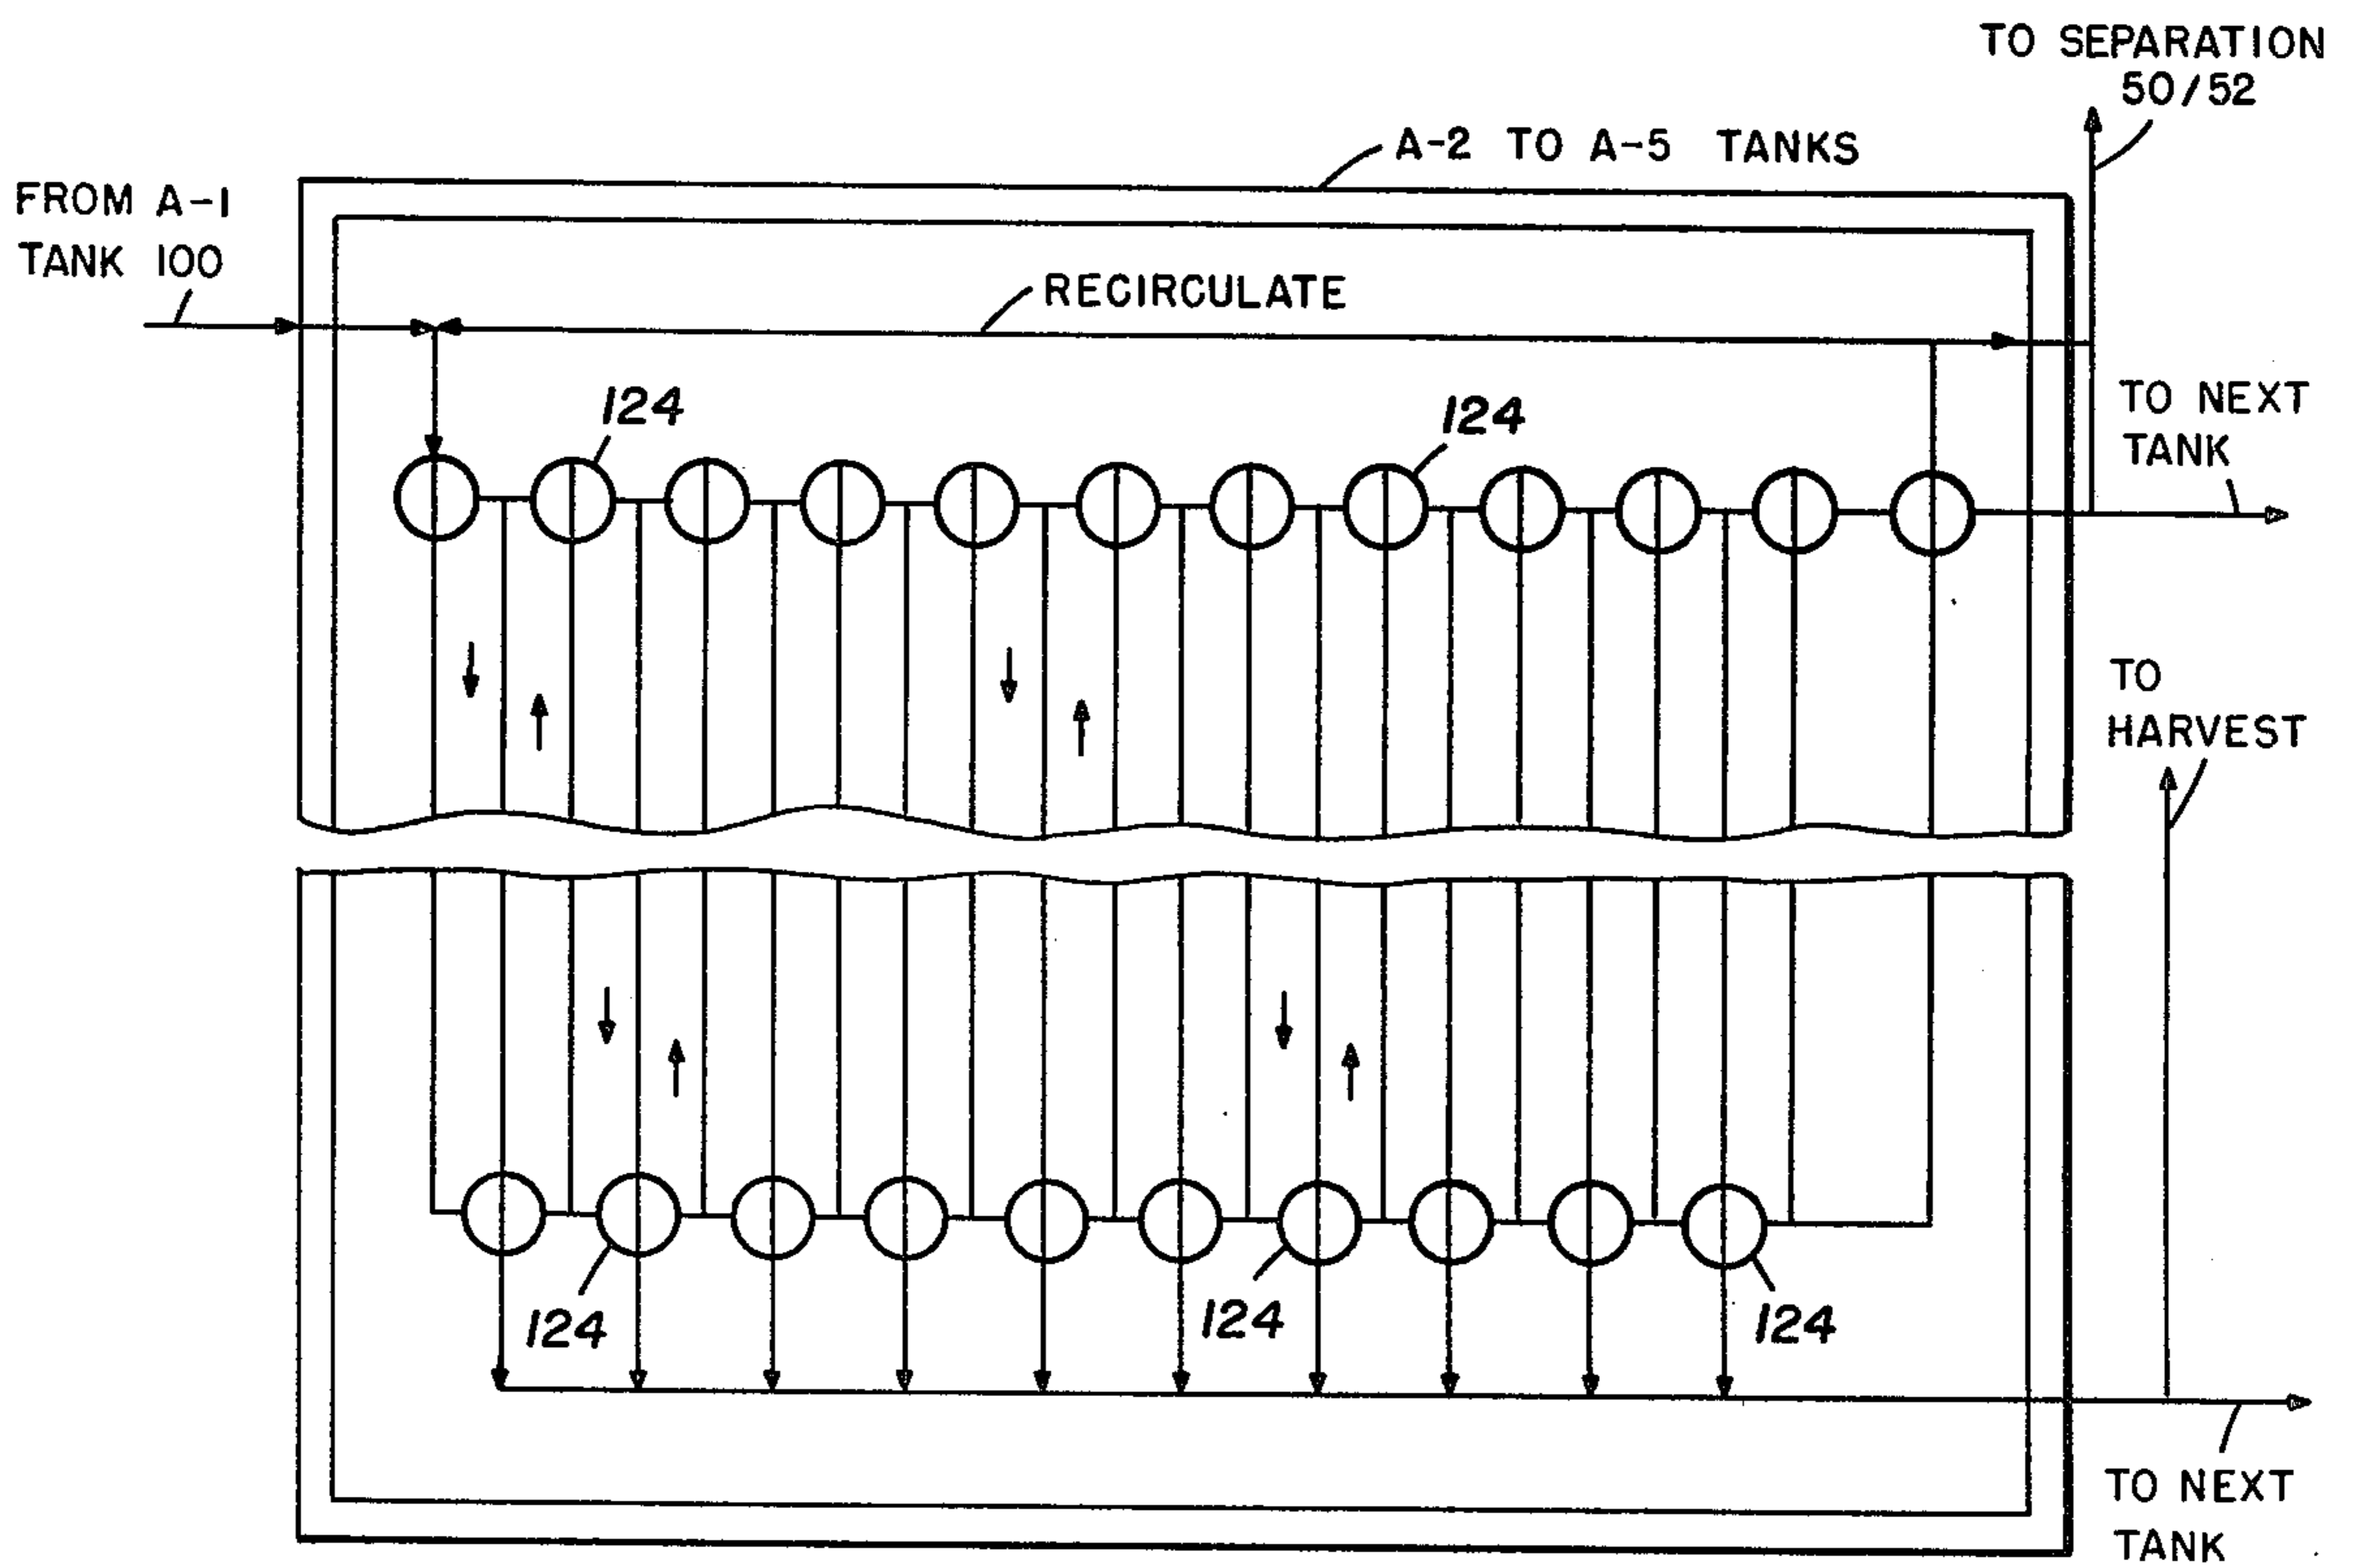 TO SEPARATION
50/52
A-2 TO A-5 TANKS
FROM A-1
TANK 100
RECIRCULATE
124
124
TO NEXT
TANK
TO
HARVEST
124
124
124
TO NEXT
TANK